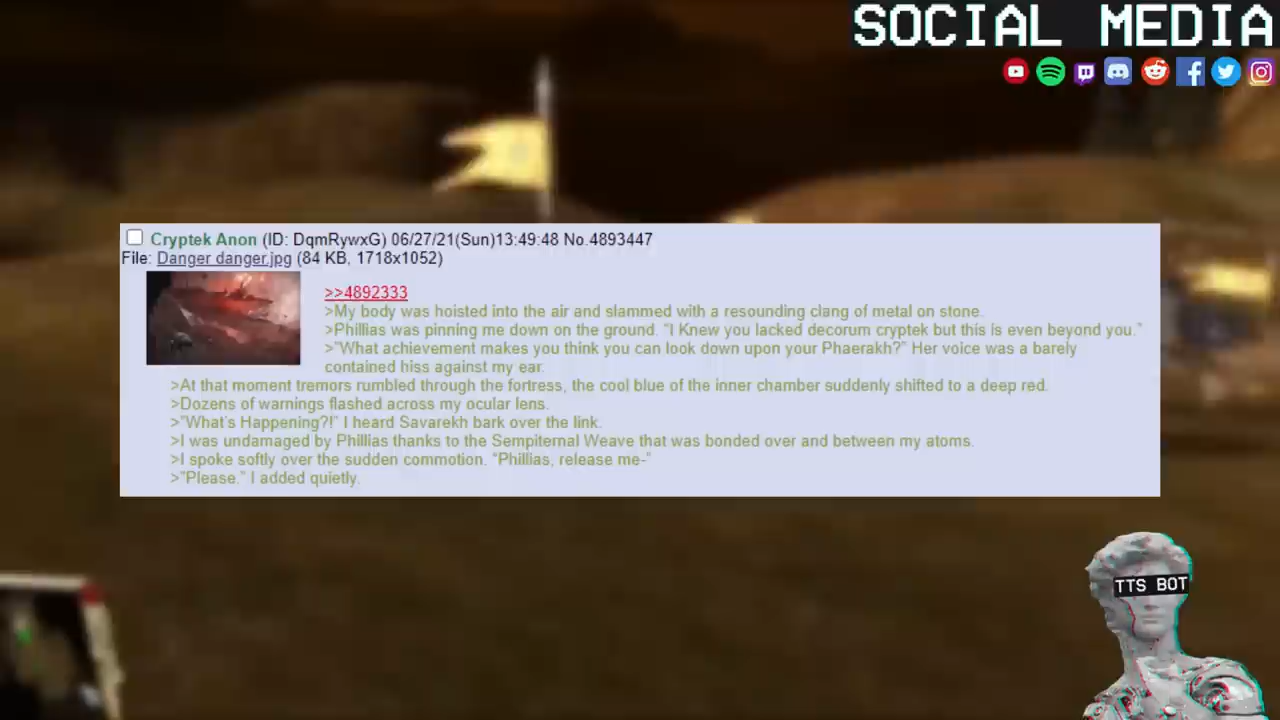 SOCIAL MEDIA
Cryptek Anon (ID: DqmRywxG) 06/27/21(Sun)13:49:48 No.4893447
File: Danger danger.jpg (84 KB, 1718x1052)
>>4892333
>My body was hoisted into the air and slammed with a resounding clang of metal on stone.
>Phillias was pinning me down on the ground. “I Knew you lacked decorum cryptek but this is even beyond you.”
>”What achievement makes you think you can look down upon your Phaerakh?” Her voice was a barely
contained hiss against my ear.
>At that moment tremors rumbled through the fortress, the cool blue of the inner chamber suddenly shifted to a deep red.
>Dozens of warnings flashed across my ocular lens.
>”What’s Happening?!” I heard Savarekh bark over the link.
>I was undamaged by Phillias thanks to the Sempiternal Weave that was bonded over and between my atoms.
>I spoke softly over the sudden commotion. “Phillias, release me-”
>”Please.” I added quietly.
TTS BOT